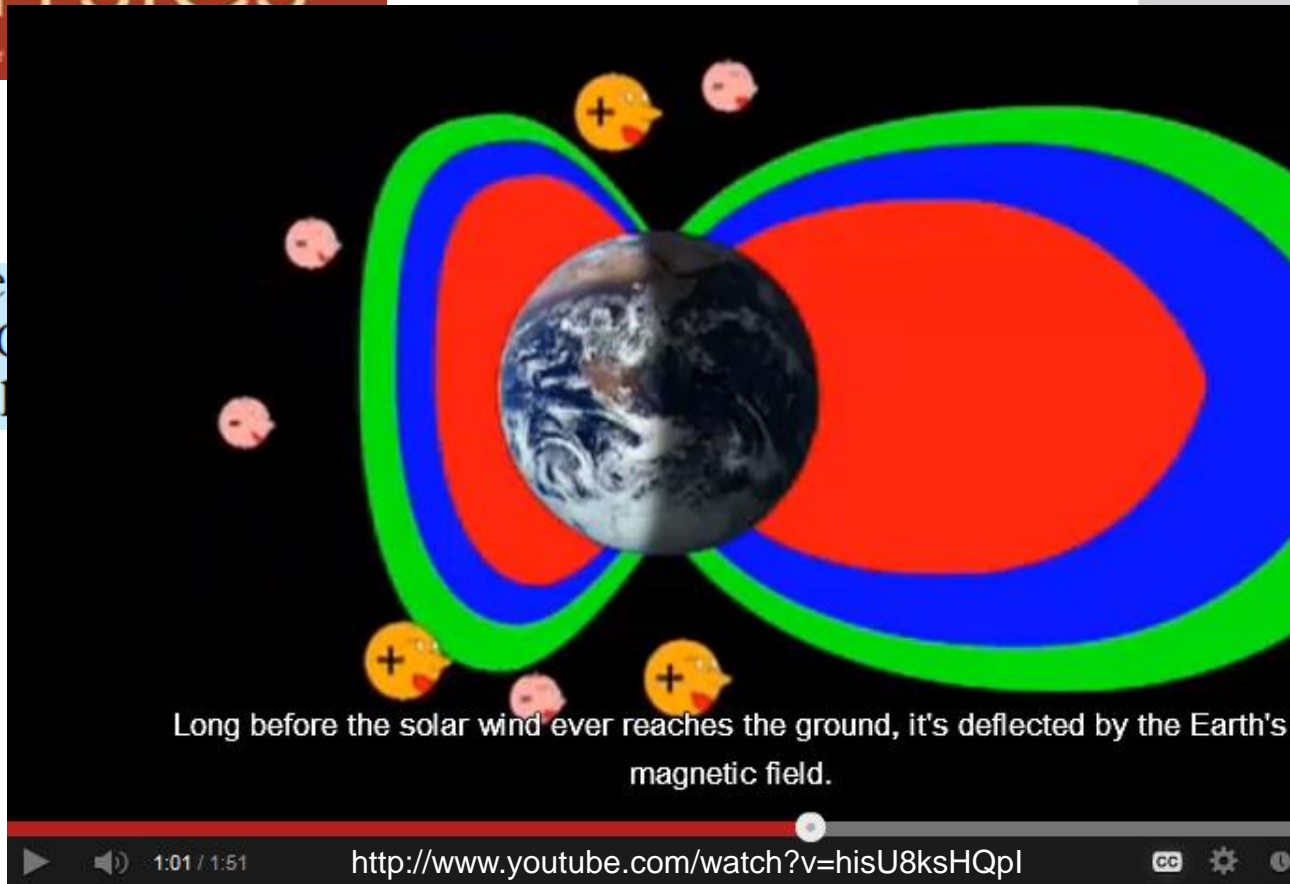 +
-
-
-
+
-
+
Long before the solar wind ever reaches the ground, it's deflected by the Earth's
magnetic field.
1:01 / 1:51
http://www.youtube.com/watch?v=hisU8ksHQpI
CC